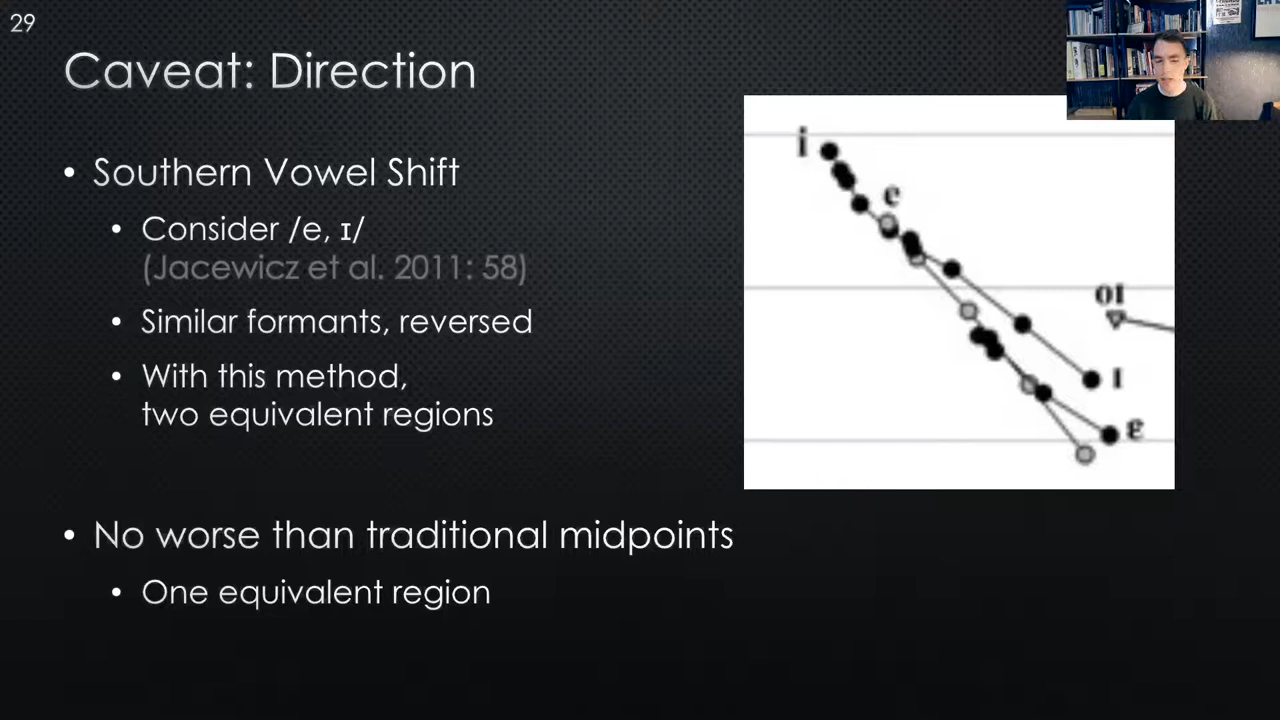 29
Caveat: Direction
• Southern Vowel Shift
• Consider /e, ɪ/
(Jacewicz et al. 2011: 58)
• Similar formants, reversed
• With this method,
two equivalent regions
• No worse than traditional midpoints
• One equivalent region
i
e
oɪ
ɪ
ɛ